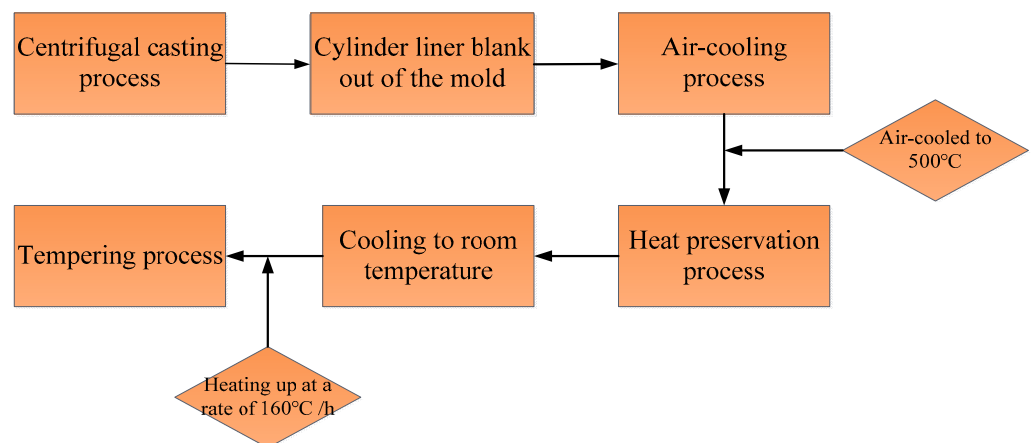 Centrifugal casting
process
Cylinder liner blank
out of the mold
Air-cooling
process
Air-cooled to
500℃
Heat preservation
process
Cooling to room
temperature
Tempering process
Heating up at a
rate of 160℃ /h